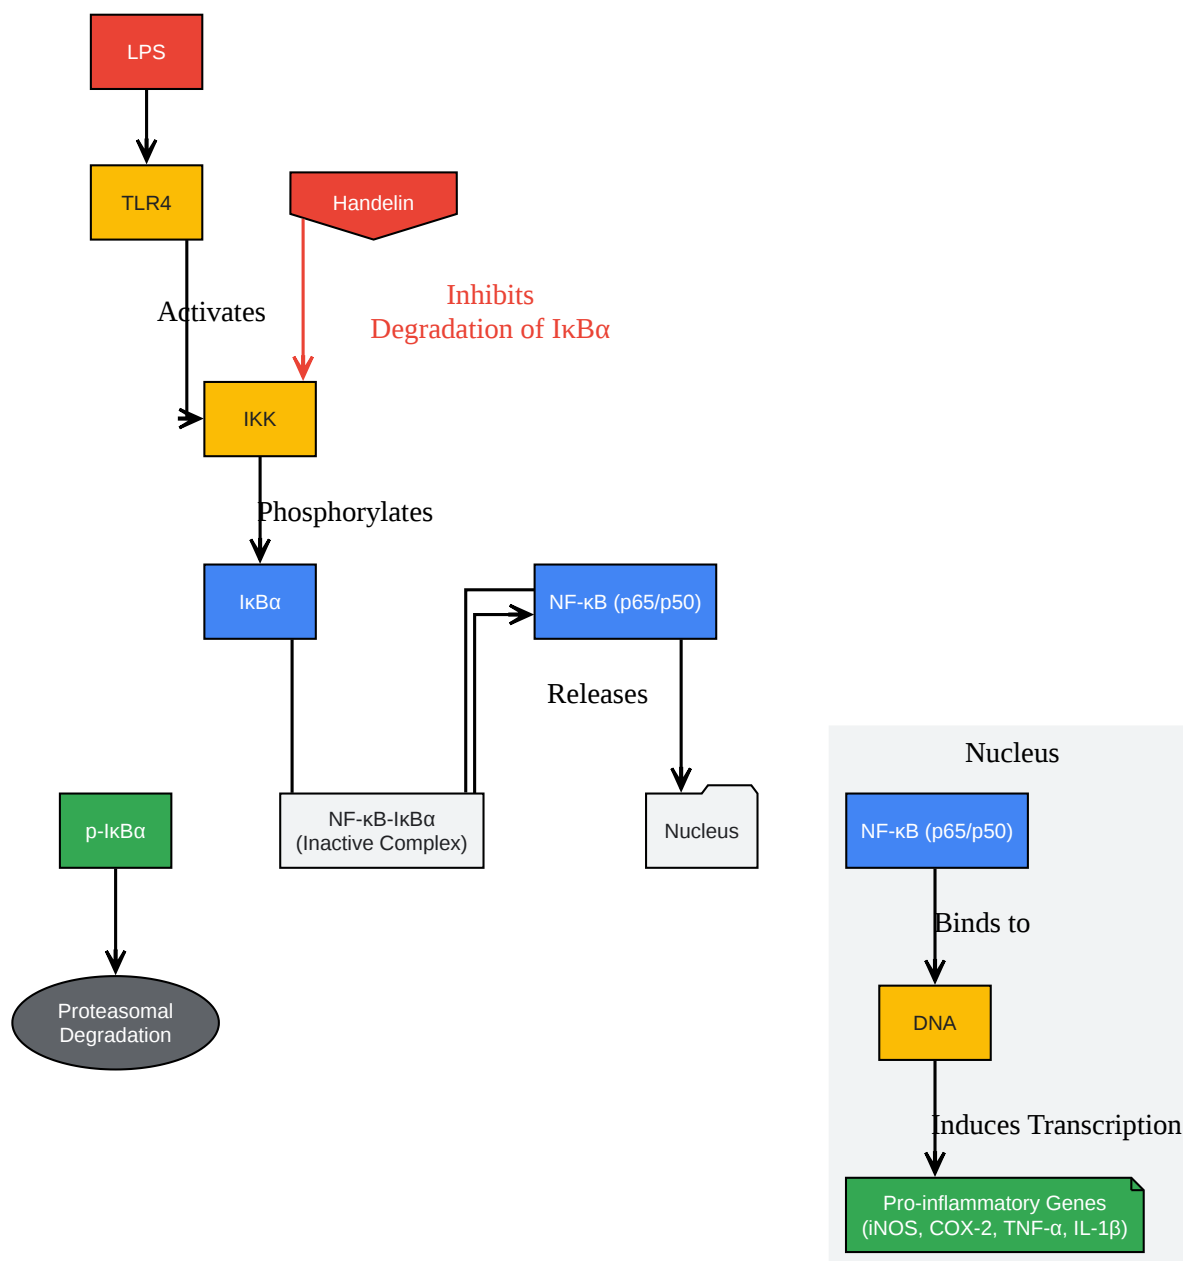 LPS
TLR4
Handelin
Activates
Inhibits
Degradation of IκBα
IKK
Phosphorylates
IκBα
NF-κB (p65/p50)
Releases
Nucleus
p-IκBα
NF-κB-IκBα
(Inactive Complex)
Nucleus
NF-κB (p65/p50)
Binds to
Proteasomal
Degradation
DNA
Induces Transcription
Pro-inflammatory Genes
(iNOS, COX-2, TNF-α, IL-1β)